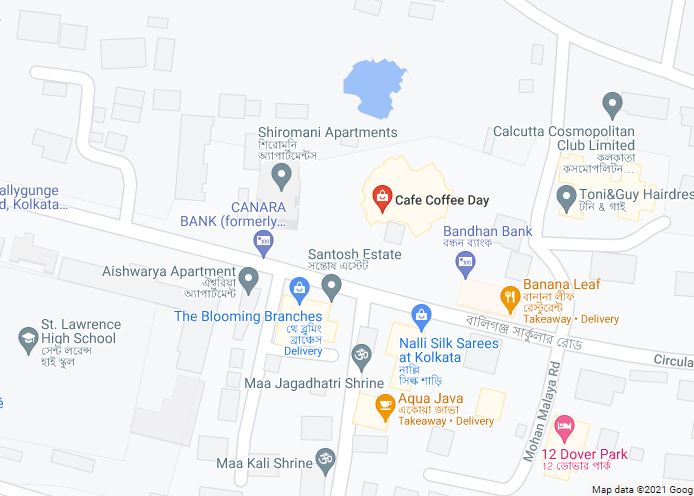 Shiromani Apartments
শিরোমনি
অ্যাপার্টমেন্টস
Calcutta Cosmopolitan
Club Limited
কলকাতা
কসমোপলিটন...
Cafe Coffee Day
Toni&Guy Hairdres
টনি & গাই
allygunge
d, Kolkata...
CANARA
BANK (formerly...
Bandhan Bank
বন্ধন ব্যাংক
Santosh Estate
সন্তোষ এস্টেট
Aishwarya Apartment
ঐশ্বরিয়া
অ্যাপার্টমেন্ট
Banana Leaf
বানানা লীফ
রেস্টুরেন্ট
Takeaway • Delivery
The Blooming Branches
থে ব্লুমিং
ব্রাঞ্চেস
Delivery
বালিগঞ্জ সার্কুলার রোড
Circula
St. Lawrence
High School
সেন্ট লরেন্স
হাই স্কুল
Nalli Silk Sarees
at Kolkata
নাল্লি
সিল্ক শাড়ি
Maa Jagadhatri Shrine
Mohan Malaya Rd
Aqua Java
একোয়া জাভা
Takeaway • Delivery
12 Dover Park
12 ডোভার পার্ক
Maa Kali Shrine
Map data ©2021 Goog